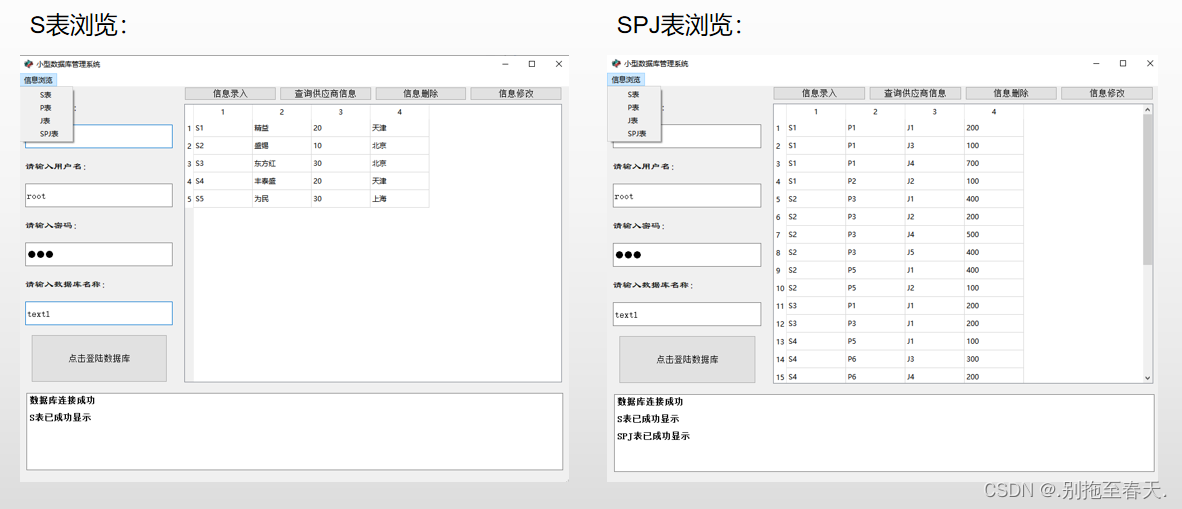 S表浏览：
小型数据库管理系统
信息浏览
S表
P表
J表
SPJ表
：
请输入用户名：
root
请输入密码：
●●●
请输入数据库名称：
text1
点击登陆数据库
信息录入 查询供应商信息 信息删除 信息修改
1 2 3 4
1 S1 精益 20 天津
2 S2 盛锡 10 北京
3 S3 东方红 30 北京
4 S4 丰泰盛 20 天津
5 S5 为民 30 上海
数据库连接成功
S表已成功显示
SPJ表浏览：
小型数据库管理系统
信息浏览
S表
P表
J表
SPJ表
：
请输入用户名：
root
请输入密码：
●●●
请输入数据库名称：
text1
点击登陆数据库
信息录入 查询供应商信息 信息删除 信息修改
1 2 3 4
1 S1 P1 J1 200
2 S1 P1 J3 100
3 S1 P1 J4 700
4 S1 P2 J2 100
5 S2 P3 J1 400
6 S2 P3 J2 200
7 S2 P3 J4 500
8 S2 P3 J5 400
9 S2 P5 J1 400
10 S2 P5 J2 100
11 S3 P1 J1 200
12 S3 P3 J1 200
13 S4 P5 J1 100
14 S4 P6 J3 300
15 S4 P6 J4 200
数据库连接成功
S表已成功显示
SPJ表已成功显示
CSDN @.别拖至春天.